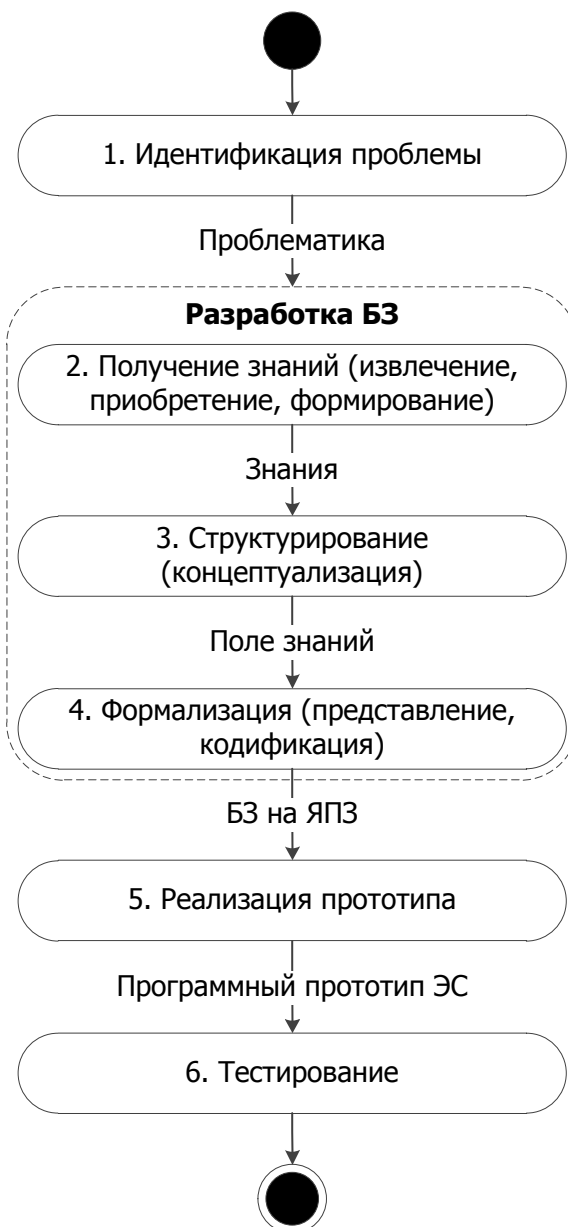 1. Идентификация проблемы
Проблематика
Разработка БЗ
2. Получение знаний (извлечение,
приобретение, формирование)
Знания
3. Структурирование
(концептуализация)
Поле знаний
4. Формализация (представление,
кодификация)
БЗ на ЯПЗ
5. Реализация прототипа
Программный прототип ЭС
6. Тестирование